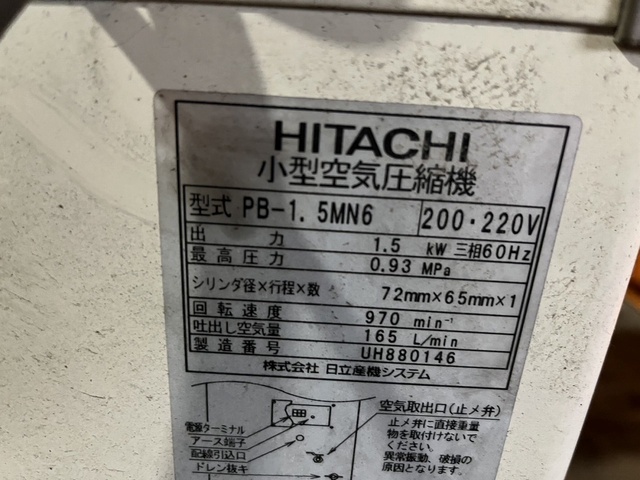 HITACHI
小型空気圧縮機
型式 PB-1.5MN6 200・220V
出力 1.5 kW 三相60Hz
最高圧力 0.93 MPa
シリンダ径×行程×数 72mm×65mm×1
回転速度 970 min⁻¹
吐出し空気量 165 L/min
製造番号 UH880146
株式会社 日立産機システム
電源ターミナル
アース端子
配線引込口
ドレン抜キ
空気取出口(止メ弁)
止メ弁に直接重量
物を取付けないで
ください。
異常振動、破損の
原因となります。